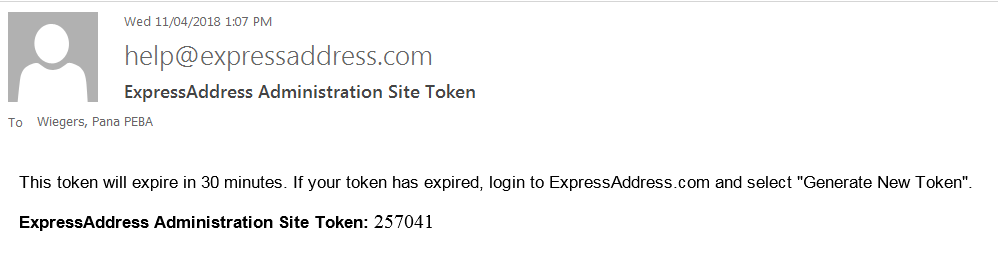 Wed 11/04/2018 1:07 PM
help@expressaddress.com
ExpressAddress Administration Site Token
To Wiegers, Pana PEBA
This token will expire in 30 minutes. If your token has expired, login to ExpressAddress.com and select "Generate New Token".
ExpressAddress Administration Site Token: 257041